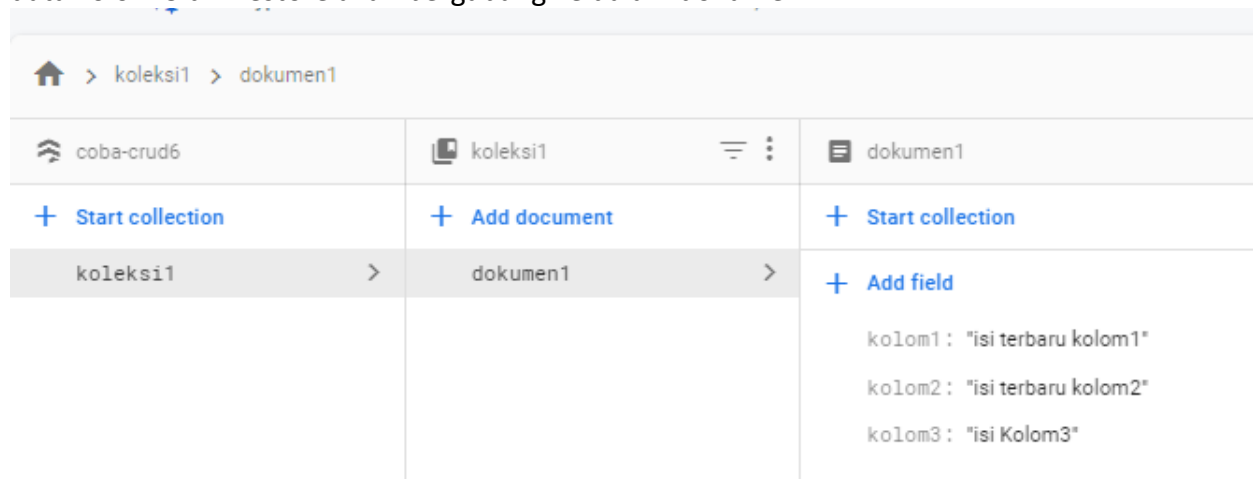 koleksi1 > dokumen1
coba-crud6 koleksi1 dokumen1
+ Start collection + Add document + Start collection
koleksi1 > dokumen1 > + Add field
kolom1: "isi terbaru kolom1"
kolom2: "isi terbaru kolom2"
kolom3: "isi Kolom3"